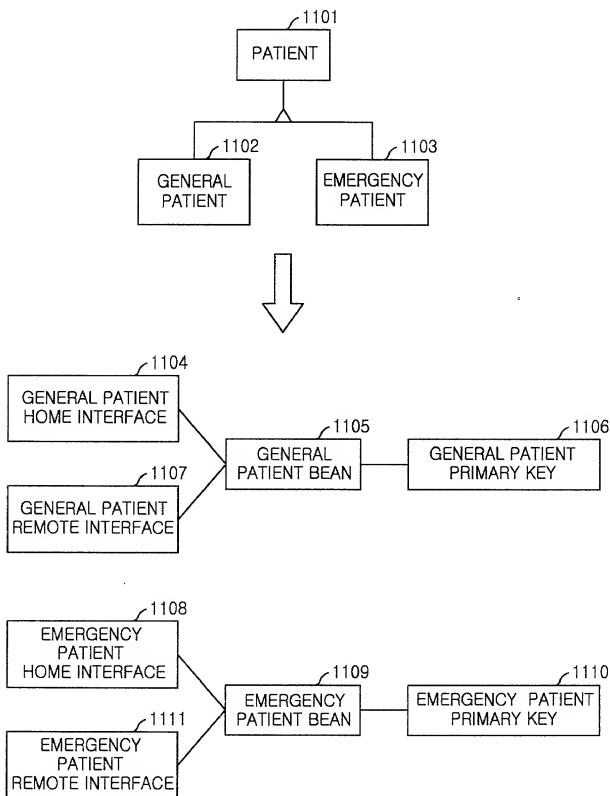 1101
PATIENT
1102
GENERAL
PATIENT
1103
EMERGENCY
PATIENT
1104
GENERAL PATIENT
HOME INTERFACE
1105
GENERAL
PATIENT BEAN
1106
GENERAL PATIENT
PRIMARY KEY
1107
GENERAL PATIENT
REMOTE INTERFACE
1108
EMERGENCY
PATIENT
HOME INTERFACE
1109
EMERGENCY
PATIENT BEAN
1110
EMERGENCY PATIENT
PRIMARY KEY
1111
EMERGENCY
PATIENT
REMOTE INTERFACE